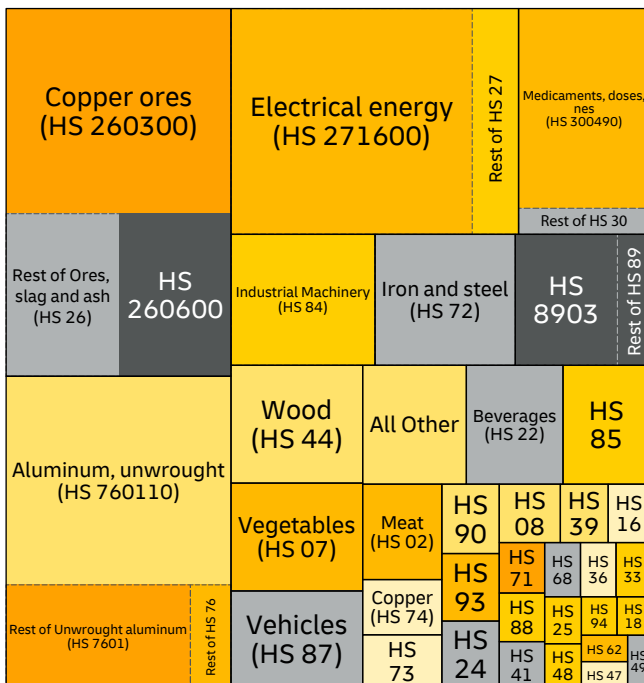 Copper ores
(HS 260300)
Rest of Ores,
slag and ash
(HS 26)
HS
260600
Aluminum, unwrought
(HS 760110)
Rest of Unwrought aluminum
(HS 7601)
Rest of HS 76
Electrical energy
(HS 271600)
Rest of HS 27
Medicaments, doses,
nes
(HS 300490)
Rest of HS 30
Industrial Machinery
(HS 84)
Iron and steel
(HS 72)
HS
8903
Rest of HS 89
Wood
(HS 44)
All Other
Beverages
(HS 22)
HS
85
Vegetables
(HS 07)
Vehicles
(HS 87)
Meat
(HS 02)
Copper
(HS 74)
HS
73
HS
90
HS
93
HS
24
HS
08
HS
39
HS
16
HS
71
HS
68
HS
36
HS
33
HS
88
HS
41
HS
25
HS
48
HS
94
HS
18
HS 62
HS 47
HS
49